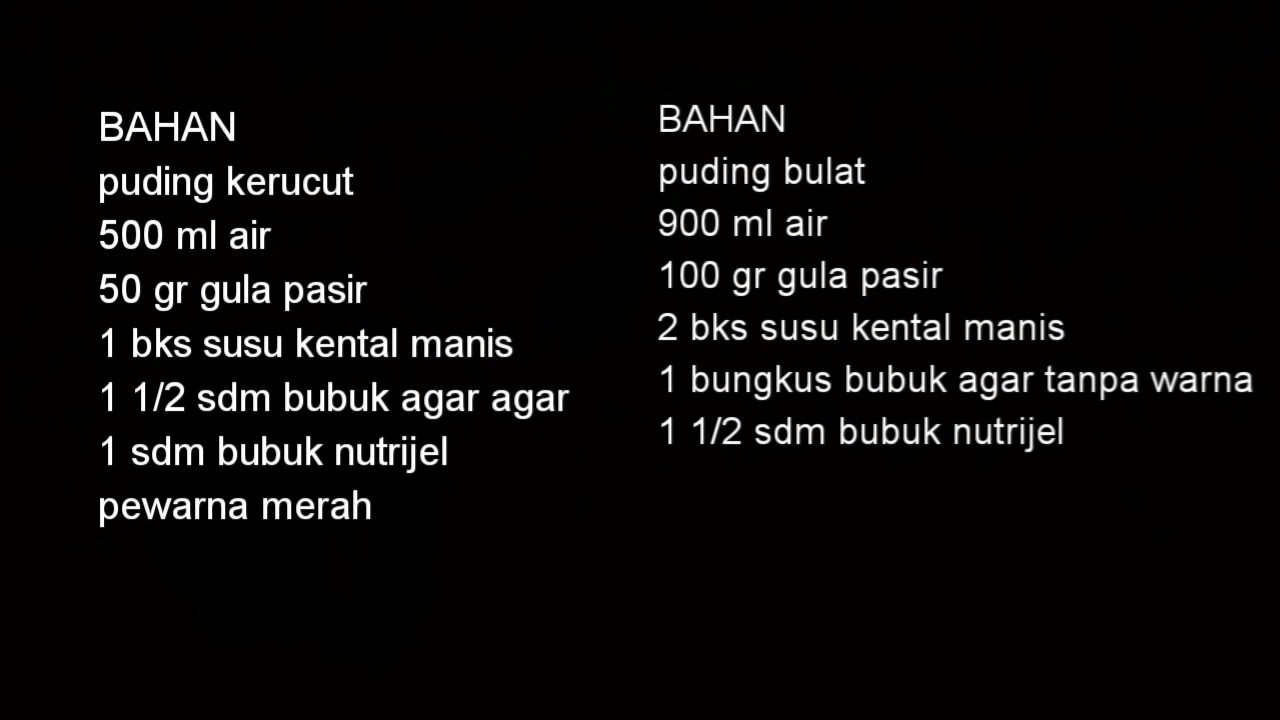 BAHAN
puding kerucut
500 ml air
50 gr gula pasir
1 bks susu kental manis
1 1/2 sdm bubuk agar agar
1 sdm bubuk nutrijel
pewarna merah
BAHAN
puding bulat
900 ml air
100 gr gula pasir
2 bks susu kental manis
1 bungkus bubuk agar tanpa warna
1 1/2 sdm bubuk nutrijel